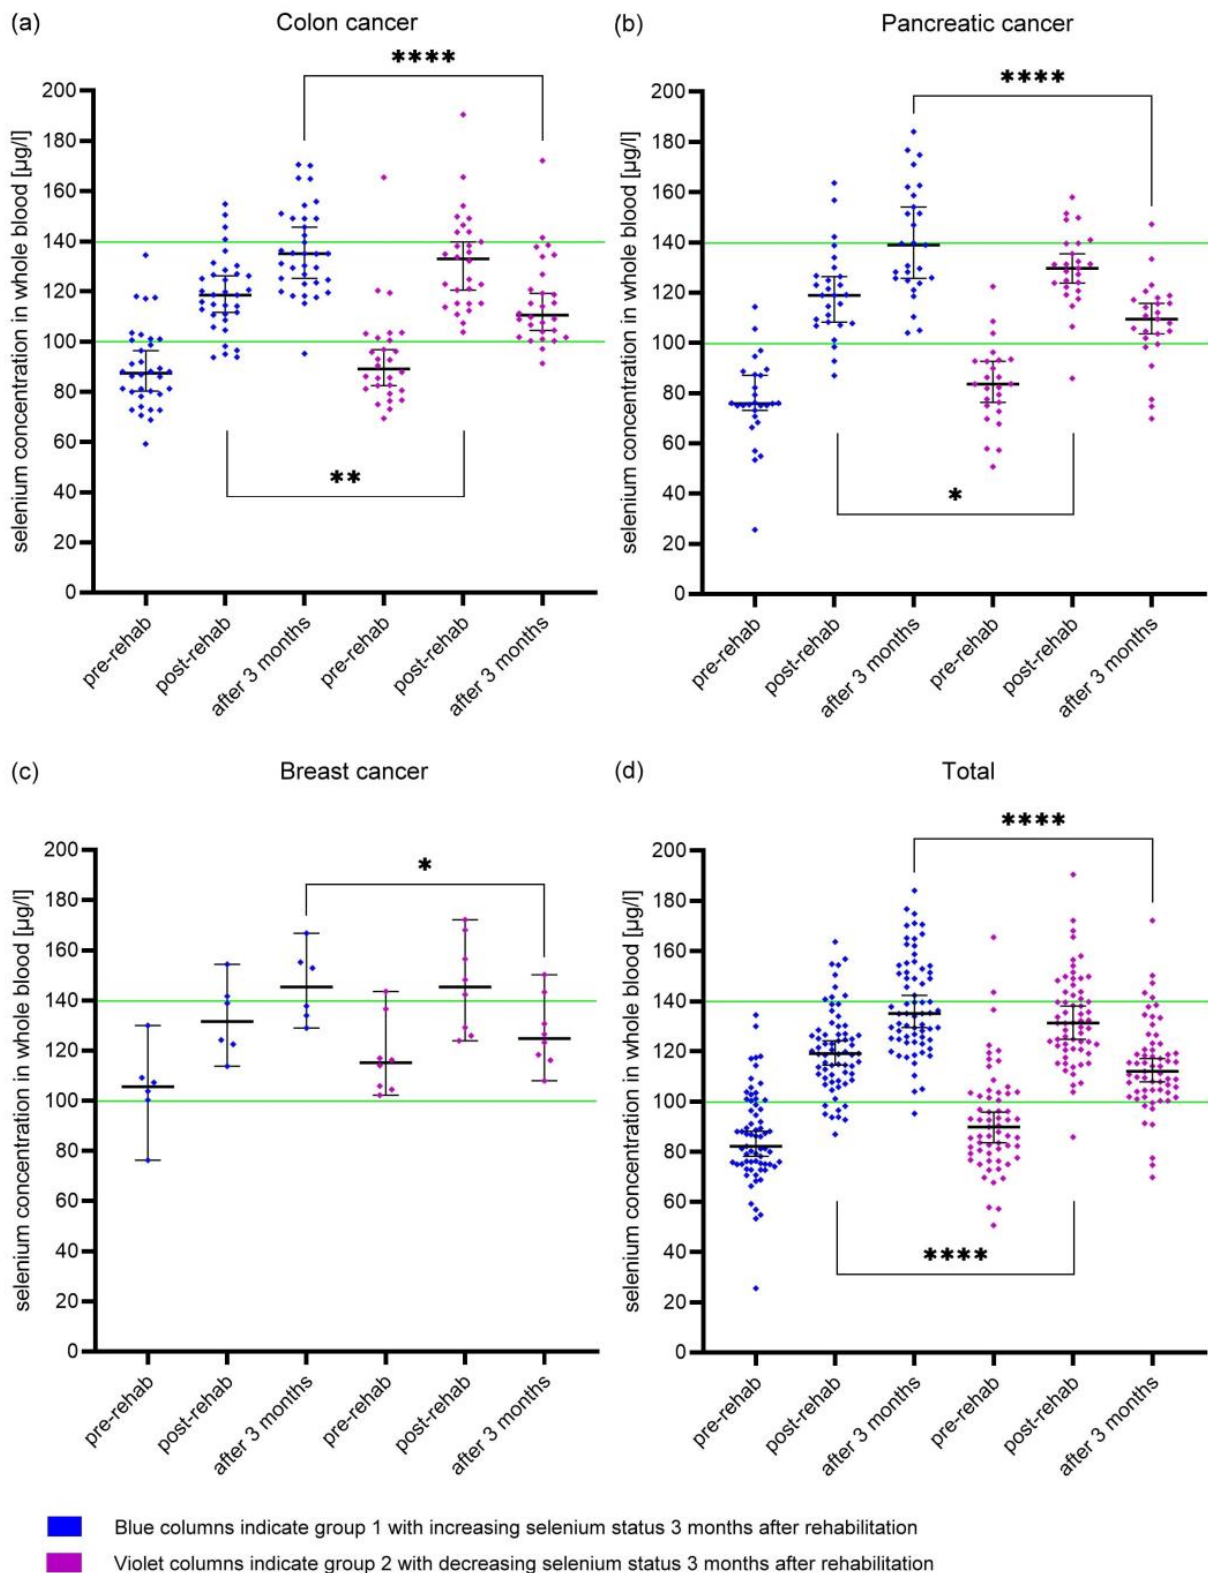 (a) Colon cancer
****
selenium concentration in whole blood [µg/l]
200
180
160
140
120
100
80
60
40
20
0
**
pre-rehab
post-rehab
after 3 months
pre-rehab
post-rehab
after 3 months
(b) Pancreatic cancer
****
selenium concentration in whole blood [µg/l]
200
180
160
140
120
100
80
60
40
20
0
*
pre-rehab
post-rehab
after 3 months
pre-rehab
post-rehab
after 3 months
(c) Breast cancer
*
selenium concentration in whole blood [µg/l]
200
180
160
140
120
100
80
60
40
20
0
pre-rehab
post-rehab
after 3 months
pre-rehab
post-rehab
after 3 months
(d) Total
****
selenium concentration in whole blood [µg/l]
200
180
160
140
120
100
80
60
40
20
0
****
pre-rehab
post-rehab
after 3 months
pre-rehab
post-rehab
after 3 months
Blue columns indicate group 1 with increasing selenium status 3 months after rehabilitation
Violet columns indicate group 2 with decreasing selenium status 3 months after rehabilitation